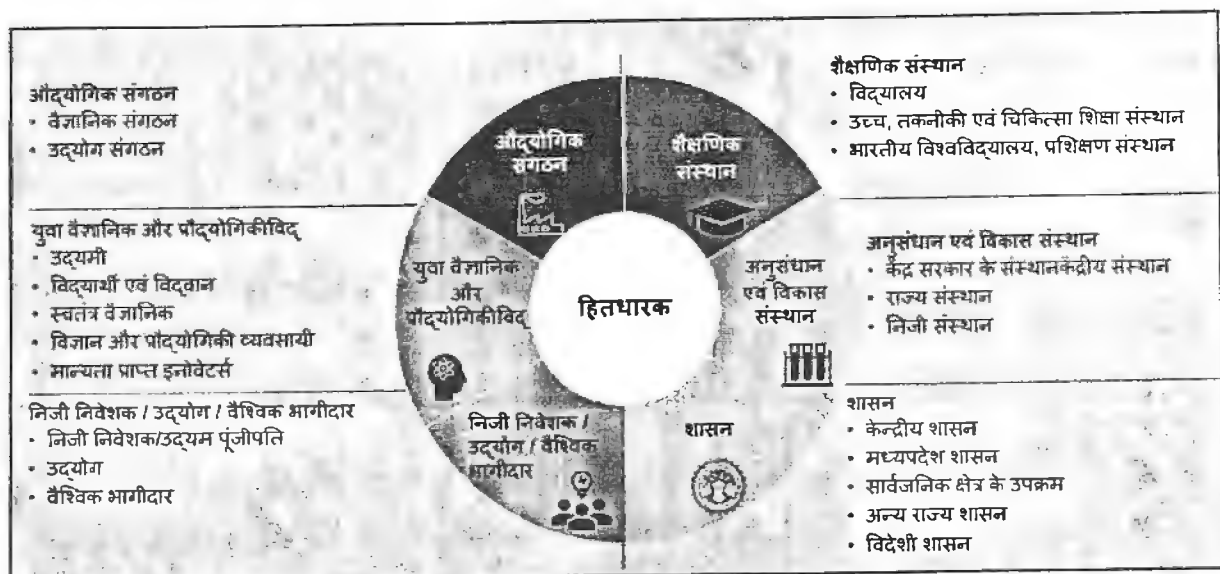 औद्योगिक संगठन
• वैज्ञानिक संगठन
• उद्योग संगठन
युवा वैज्ञानिक और प्रौद्योगिकीविद्
• उद्यमी
• विद्यार्थी एवं विद्वान
• स्वतंत्र वैज्ञानिक
• विज्ञान और प्रौद्योगिकी व्यवसायी
• मान्यता प्राप्त इनोवेटर्स
निजी निवेशक / उद्योग / वैश्विक भागीदार
• निजी निवेशक/उद्यम पूंजीपति
• उद्योग
• वैश्विक भागीदार
औद्योगिक
संगठन
शैक्षणिक
संस्थान
युवा वैज्ञानिक
और
प्रौद्योगिकीविद्
हितधारक
अनुसंधान
एवं विकास
संस्थान
निजी निवेशक /
उद्योग / वैश्विक
भागीदार
शासन
शैक्षणिक संस्थान
• विद्यालय
• उच्च, तकनीकी एवं चिकित्सा शिक्षा संस्थान
• भारतीय विश्वविद्यालय, प्रशिक्षण संस्थान
अनुसंधान एवं विकास संस्थान
• केंद्र सरकार के संस्थानकेंद्रीय संस्थान
• राज्य संस्थान
• निजी संस्थान
शासन
• केन्द्रीय शासन
• मध्यपदेश शासन
• सार्वजनिक क्षेत्र के उपक्रम
• अन्य राज्य शासन
• विदेशी शासन